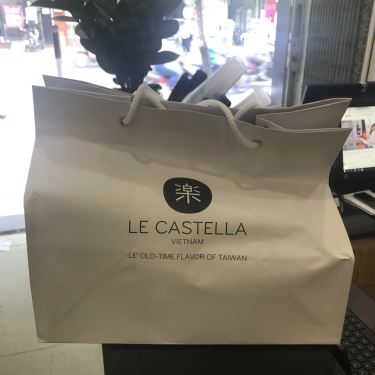 楽
LE CASTELLA
VIETNAM
LE' OLD-TIME FLAVOR OF TAIWAN